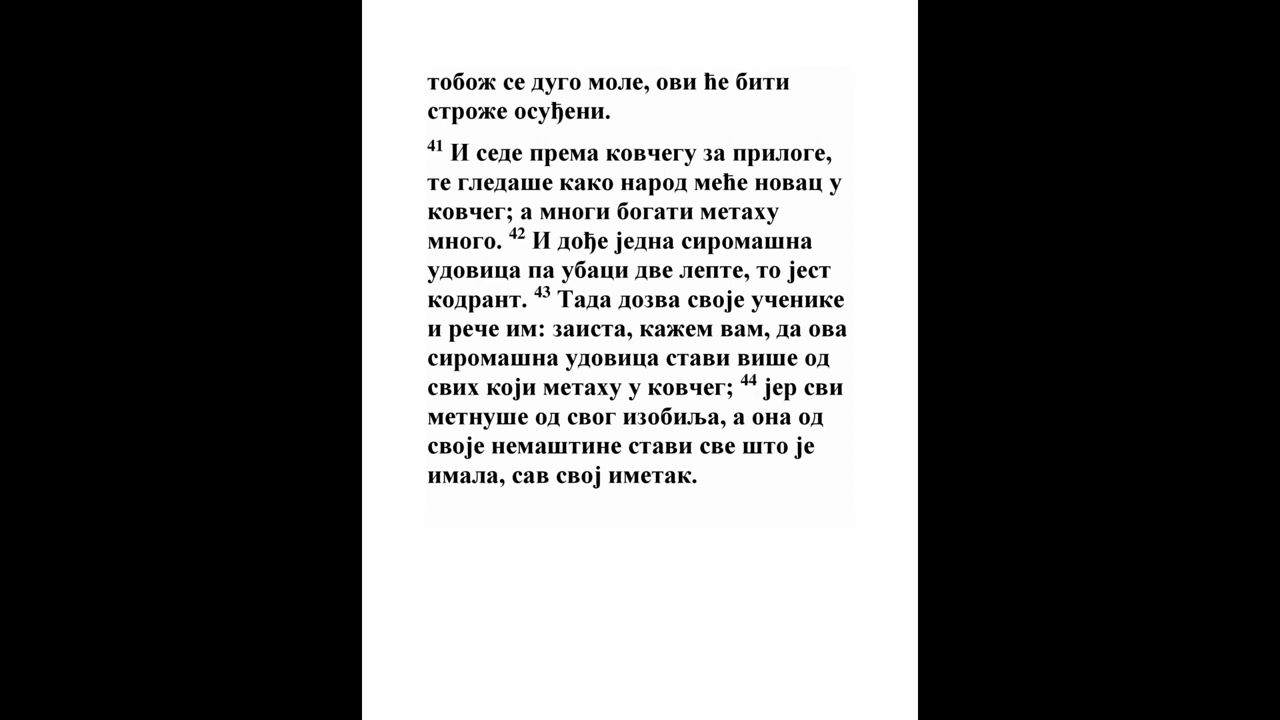 тобож се дуго моле, ови ће бити
строже осуђени.
41 И седе према ковчегу за прилоге,
те гледаше како народ меће новац у
ковчег; а многи богати метаху
много. 42 И дође једна сиромашна
удовица па убаци две лепте, то јест
кодрант. 43 Тада дозва своје ученике
и рече им: заиста, кажем вам, да ова
сиромашна удовица стави више од
свих који метаху у ковчег; 44 јер сви
метнуше од свог изобиља, а она од
своје немаштине стави све што је
имала, сав свој иметак.